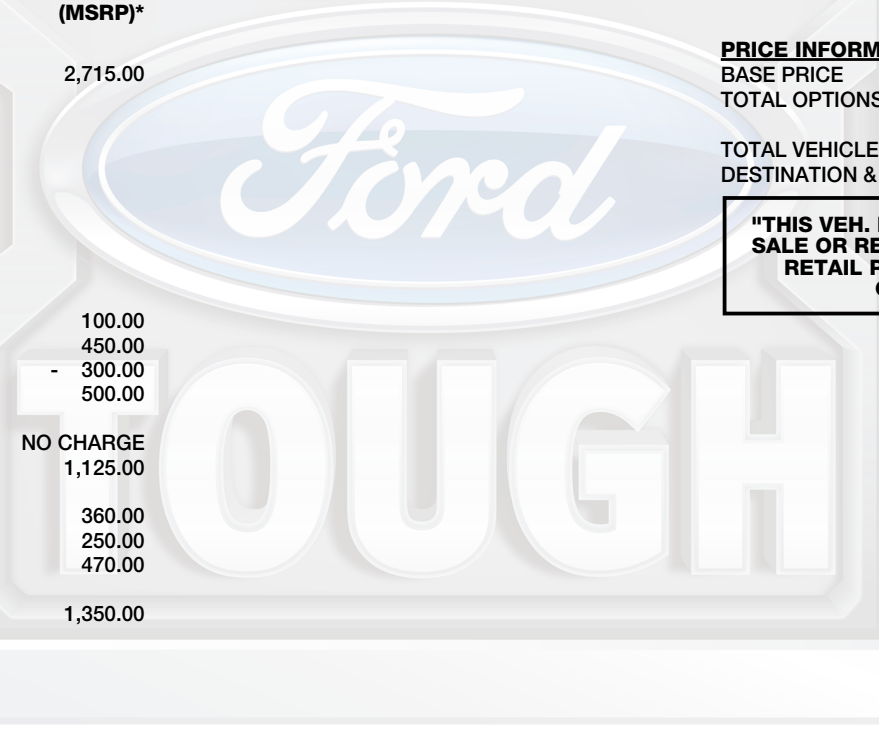 (MSRP)*
2,715.00
100.00
450.00
- 300.00
500.00
NO CHARGE
1,125.00
360.00
250.00
470.00
1,350.00
PRICE INFORM
BASE PRICE
TOTAL OPTIONS
TOTAL VEHICLE
DESTINATION &
"THIS VEH.
SALE OR RE
RETAIL P
Ford
TOUGH